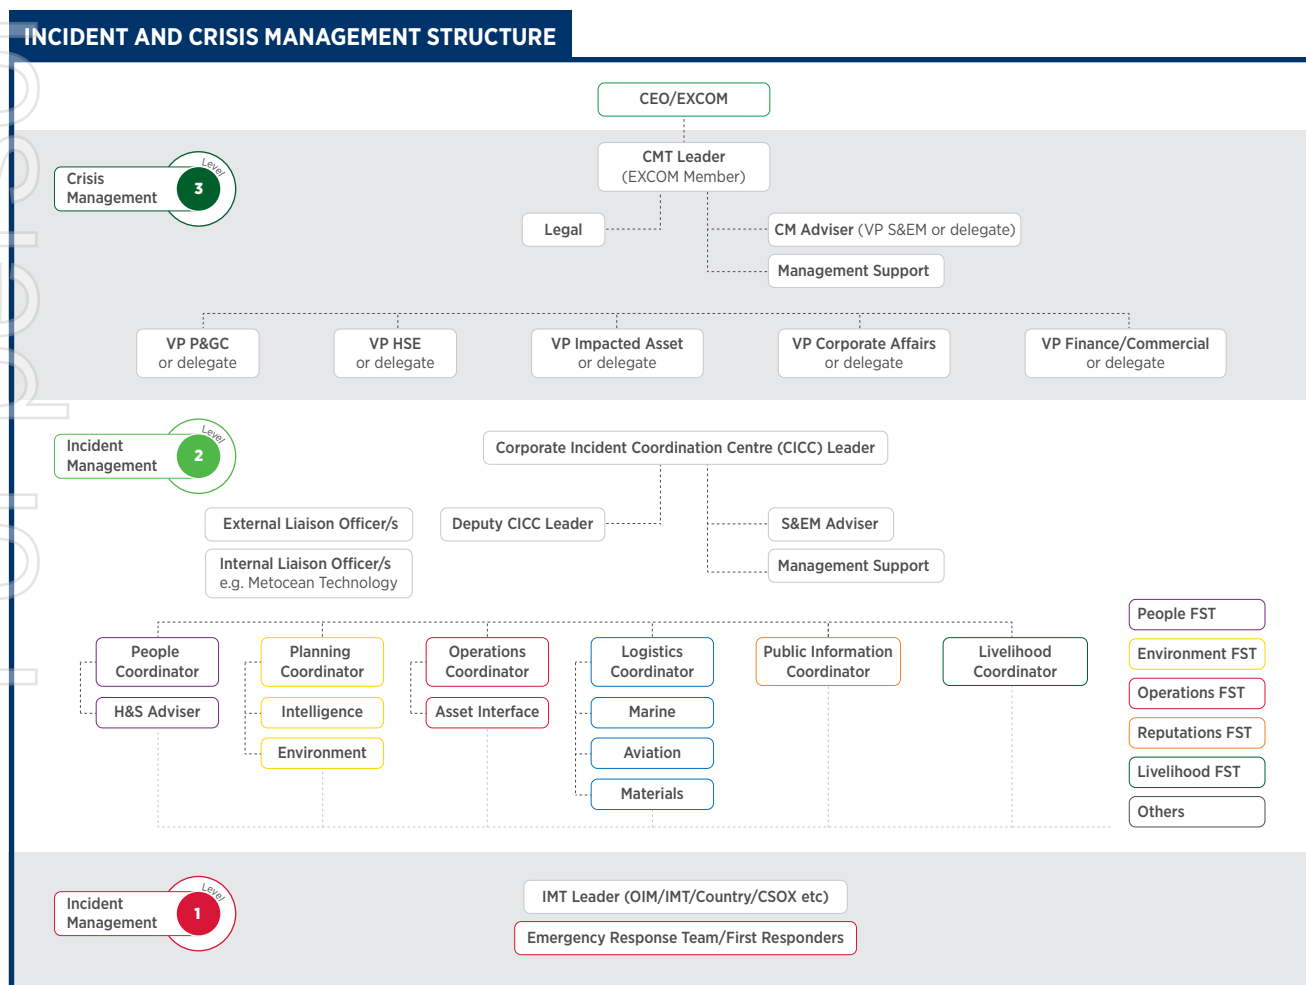 INCIDENT AND CRISIS MANAGEMENT STRUCTURE
CEO/EXCOM
Crisis
Management
Level
3
CMT Leader
(EXCOM Member)
Legal
CM Adviser (VP S&EM or delegate)
Management Support
VP P&GC
or delegate
VP HSE
or delegate
VP Impacted Asset
or delegate
VP Corporate Affairs
or delegate
VP Finance/Commercial
or delegate
Incident
Management
Level
2
Corporate Incident Coordination Centre (CICC) Leader
External Liaison Officer/s
Deputy CICC Leader
S&EM Adviser
Internal Liaison Officer/s
e.g. Metocean Technology
Management Support
People
Coordinator
H&S Adviser
Planning
Coordinator
Intelligence
Environment
Operations
Coordinator
Asset Interface
Logistics
Coordinator
Marine
Aviation
Materials
Public Information
Coordinator
Livelihood
Coordinator
People FST
Environment FST
Operations FST
Reputations FST
Livelihood FST
Others
Incident
Management
Level
1
IMT Leader (OIM/IMT/Country/CSOX etc)
Emergency Response Team/First Responders